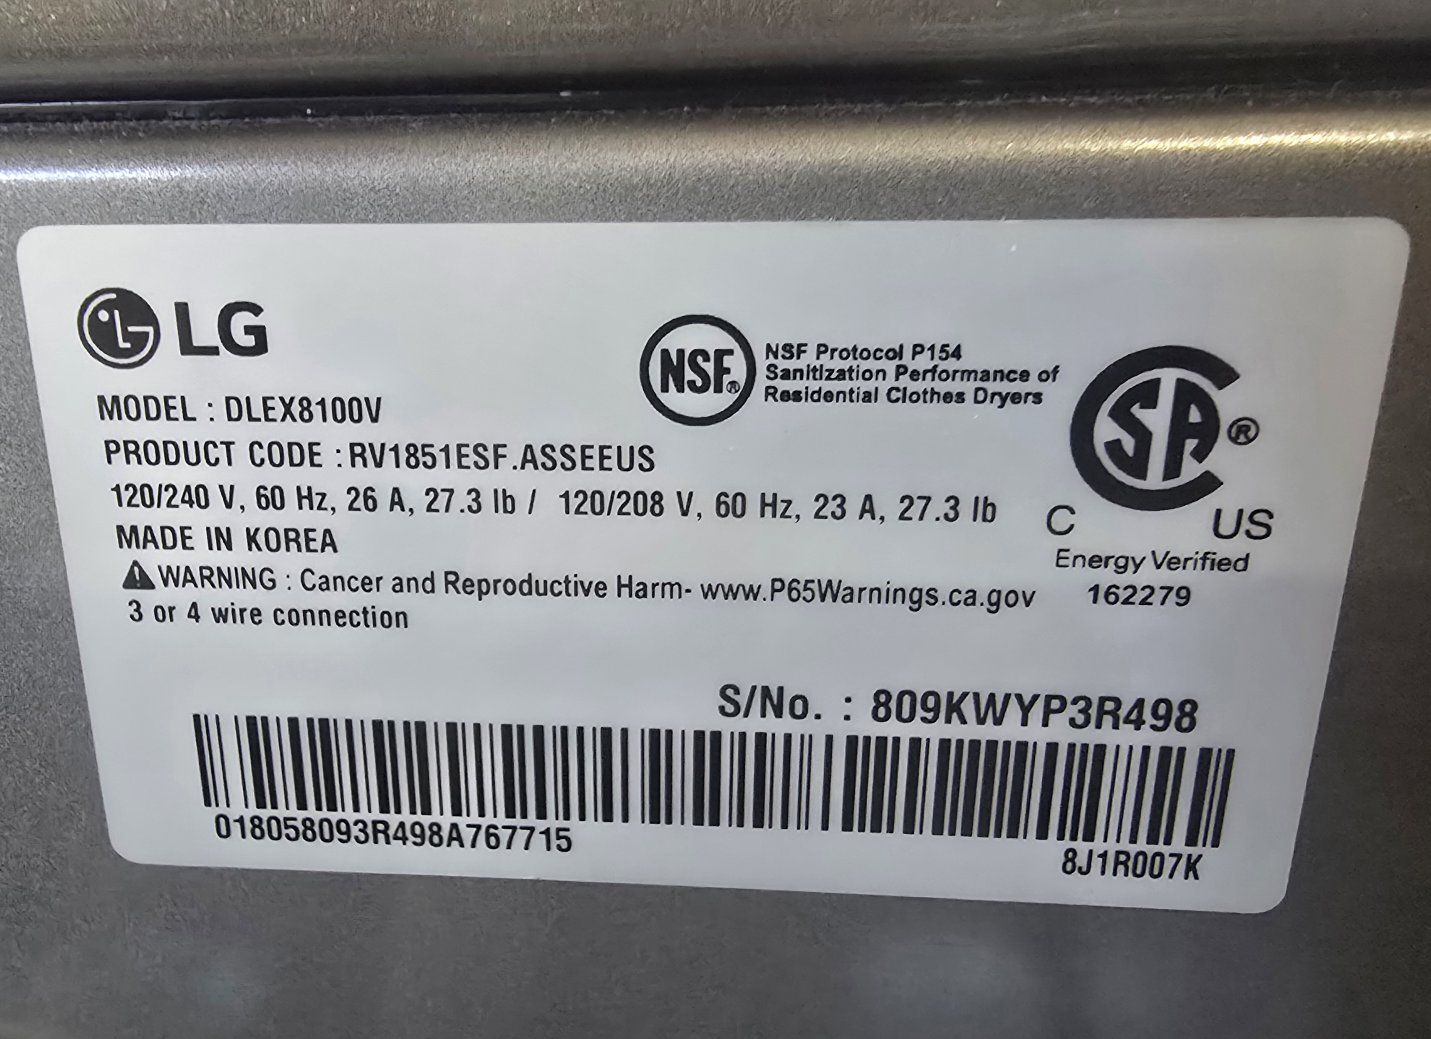 LG
MODEL : DLEX8100V
PRODUCT CODE : RV1851ESF.ASSEEUS
120/240 V, 60 Hz, 26 A, 27.3 lb / 120/208 V, 60 Hz, 23 A, 27.3 lb
MADE IN KOREA
WARNING : Cancer and Reproductive Harm- www.P65Warnings.ca.gov
3 or 4 wire connection
NSF®
NSF Protocol P154
Sanitization Performance of
Residential Clothes Dryers
SA ®
C US
Energy Verified
162279
S/No. : 809KWYP3R498
018058093R498A767715
8J1R007K